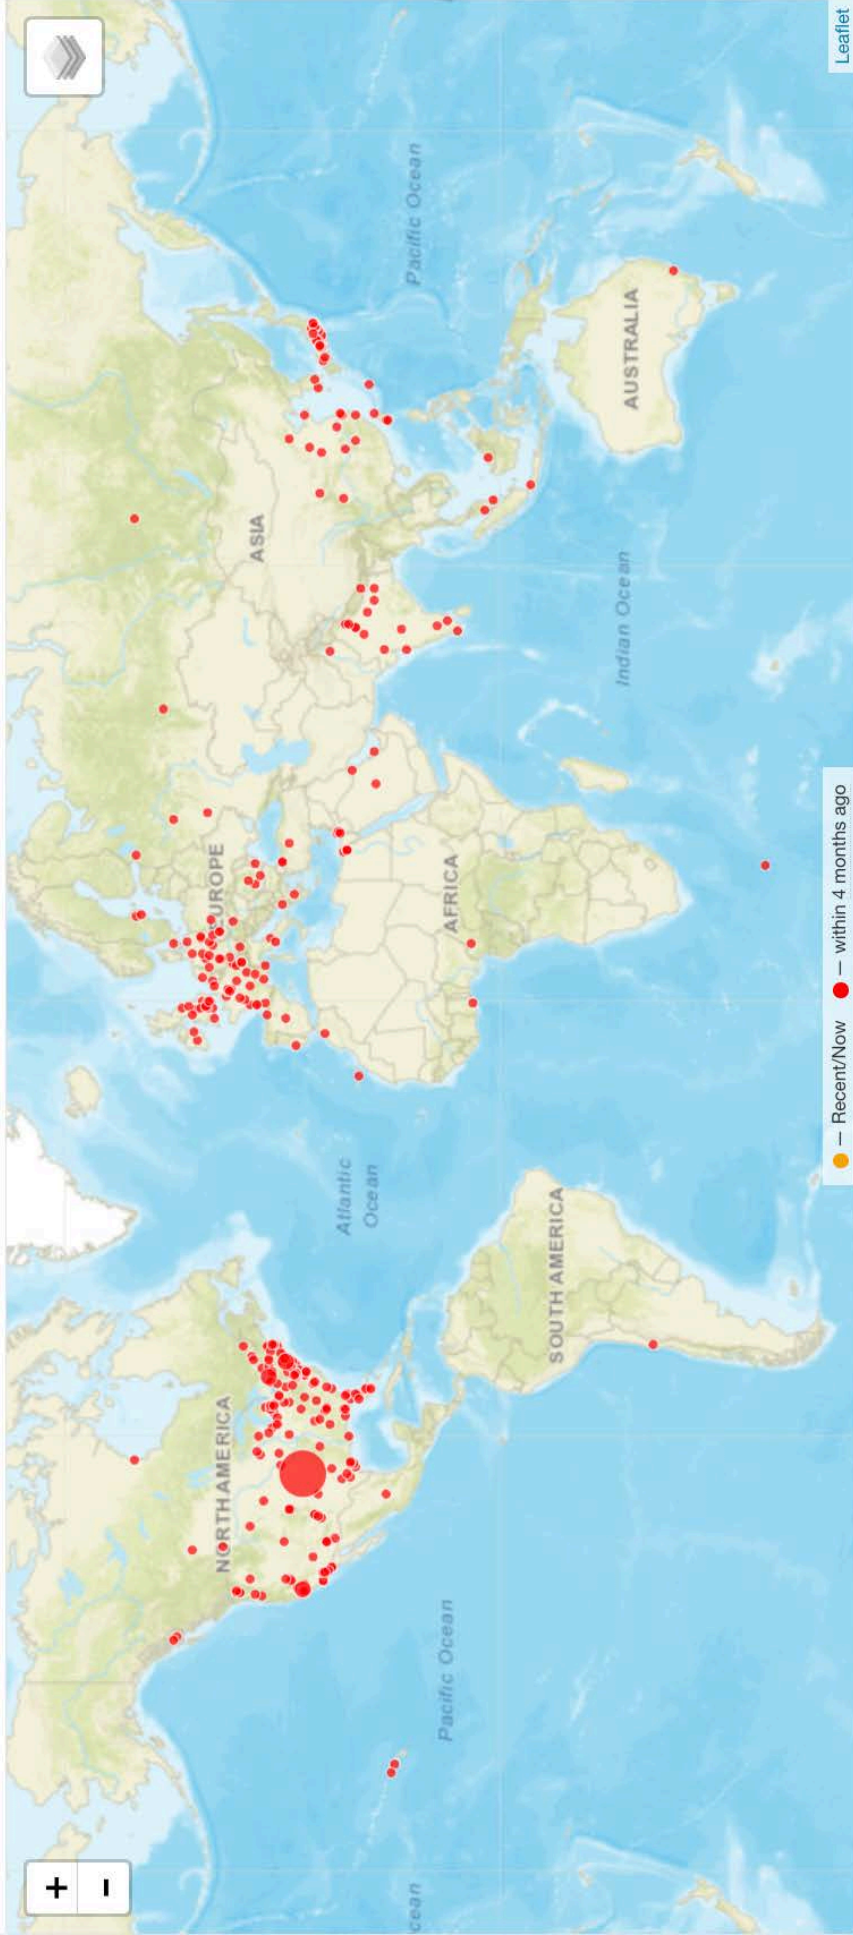 +
−
NORTH AMERICA
EUROPE
ASIA
Atlantic
Ocean
AFRICA
Pacific Ocean
Pacific Ocean
SOUTH AMERICA
Indian Ocean
AUSTRALIA
cean
— Recent/Now — within 4 months ago
Leaflet